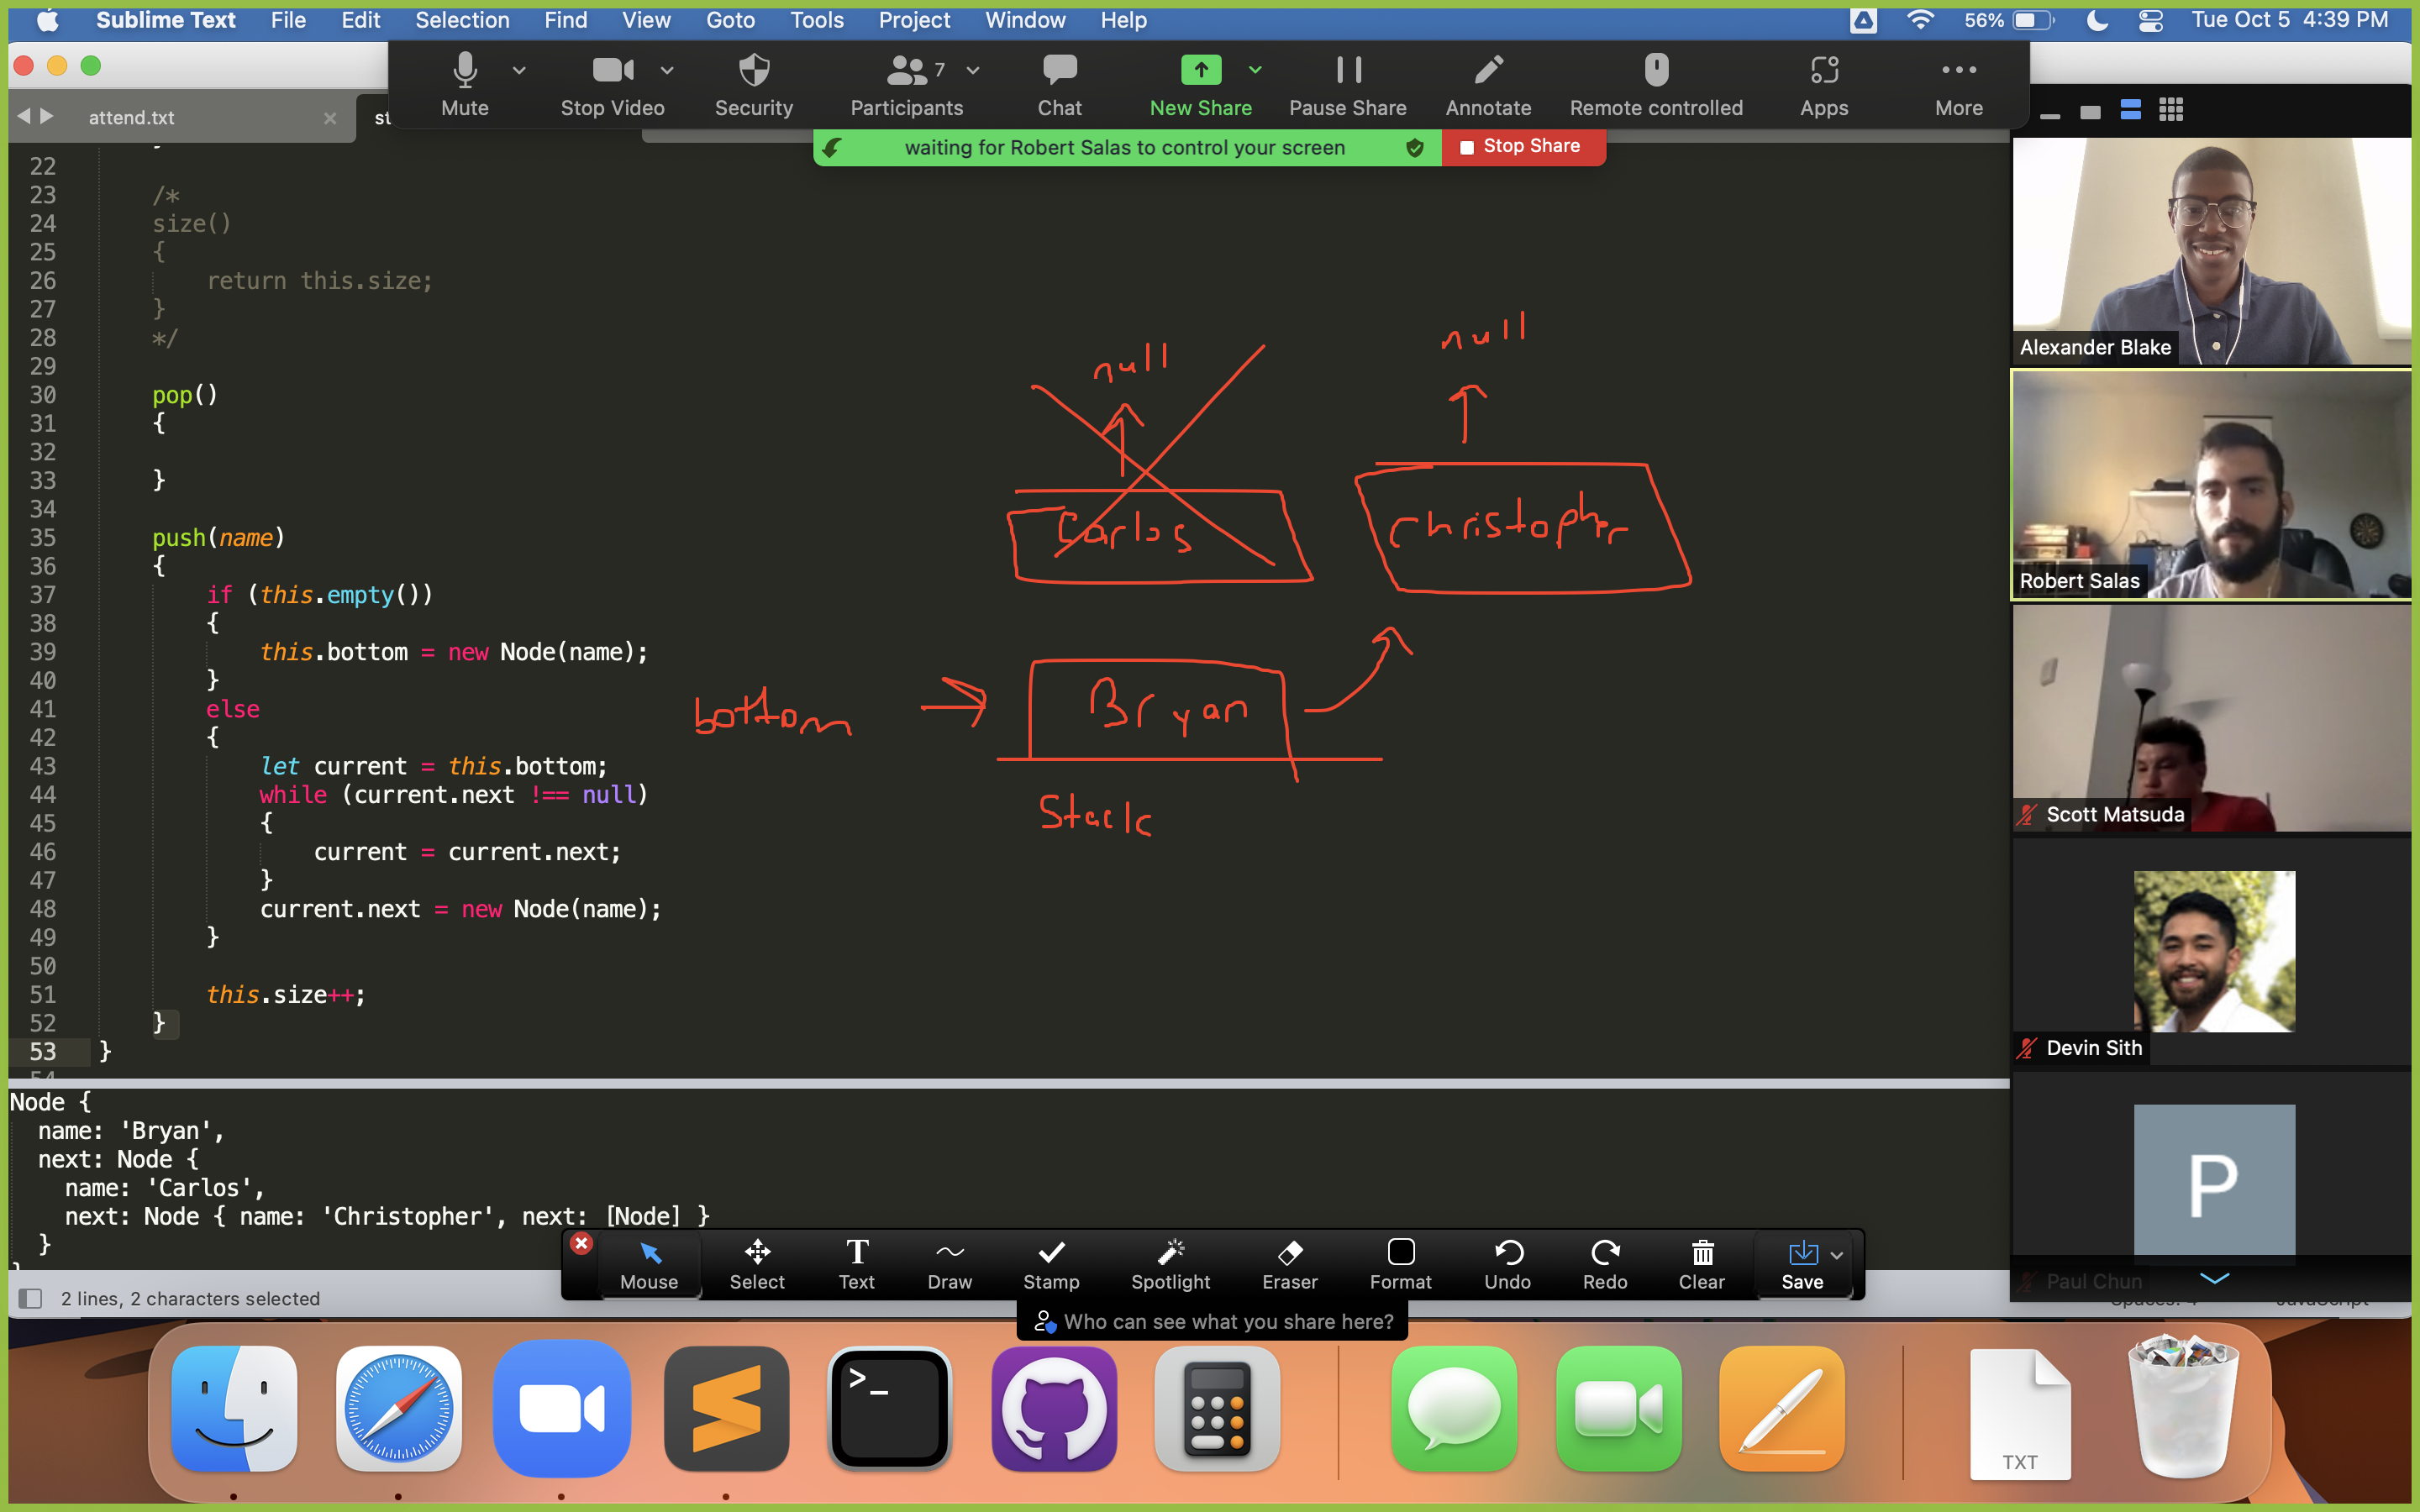 Sublime Text File Edit Selection Find View Goto Tools Project Window Help 56% Tue Oct 5 4:39 PM
Mute Stop Video Security Participants 7 Chat New Share Pause Share Annotate Remote controlled Apps More
attend.txt st
waiting for Robert Salas to control your screen Stop Share
22
23 /*
24 size()
25 {
26 return this.size;
27 }
28 */
29
30 pop()
31 {
32
33 }
34
35 push(name)
36 {
37 if (this.empty())
38 {
39 this.bottom = new Node(name);
40 }
41 else
42 {
43 let current = this.bottom;
44 while (current.next !== null)
45 {
46 current = current.next;
47 }
48 current.next = new Node(name);
49 }
50
51 this.size++;
52 }
53 }
54
null
null
Carlos
Christopher
bottom
Bryan
Stack
Alexander Blake
Robert Salas
Scott Matsuda
Devin Sith
P
Paul Chun
Node {
name: 'Bryan',
next: Node {
name: 'Carlos',
next: Node { name: 'Christopher', next: [Node] }
}
}
Mouse Select Text Draw Stamp Spotlight Eraser Format Undo Redo Clear Save
2 lines, 2 characters selected
Spaces: 4 JavaScript
Who can see what you share here?
>_
TXT